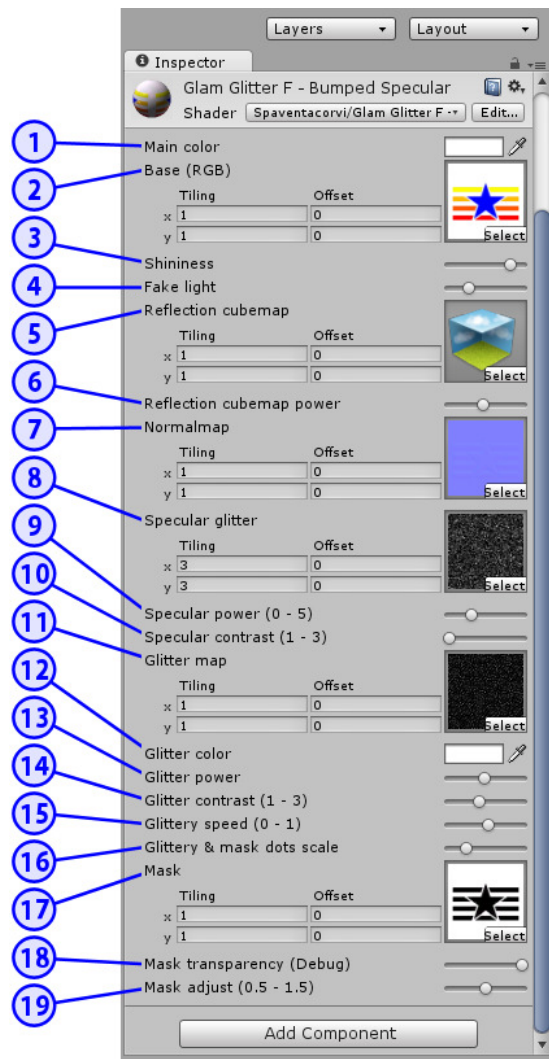 Layers
Layout
Inspector
Glam Glitter F - Bumped Specular
Shader Spaventacorvi/Glam Glitter F - Edit...
1 Main color
2 Base (RGB)
Tiling Offset
x 1 0
y 1 0
Select
3 Shininess
4 Fake light
5 Reflection cubemap
Tiling Offset
x 1 0
y 1 0
Select
6 Reflection cubemap power
7 Normalmap
Tiling Offset
x 1 0
y 1 0
Select
8 Specular glitter
Tiling Offset
x 3 0
y 3 0
Select
9 Specular power (0 - 5)
10 Specular contrast (1 - 3)
11 Glitter map
Tiling Offset
x 1 0
y 1 0
Select
12 Glitter color
13 Glitter power
14 Glitter contrast (1 - 3)
15 Glittery speed (0 - 1)
16 Glittery & mask dots scale
17 Mask
Tiling Offset
x 1 0
y 1 0
Select
18 Mask transparency (Debug)
19 Mask adjust (0.5 - 1.5)
Add Component